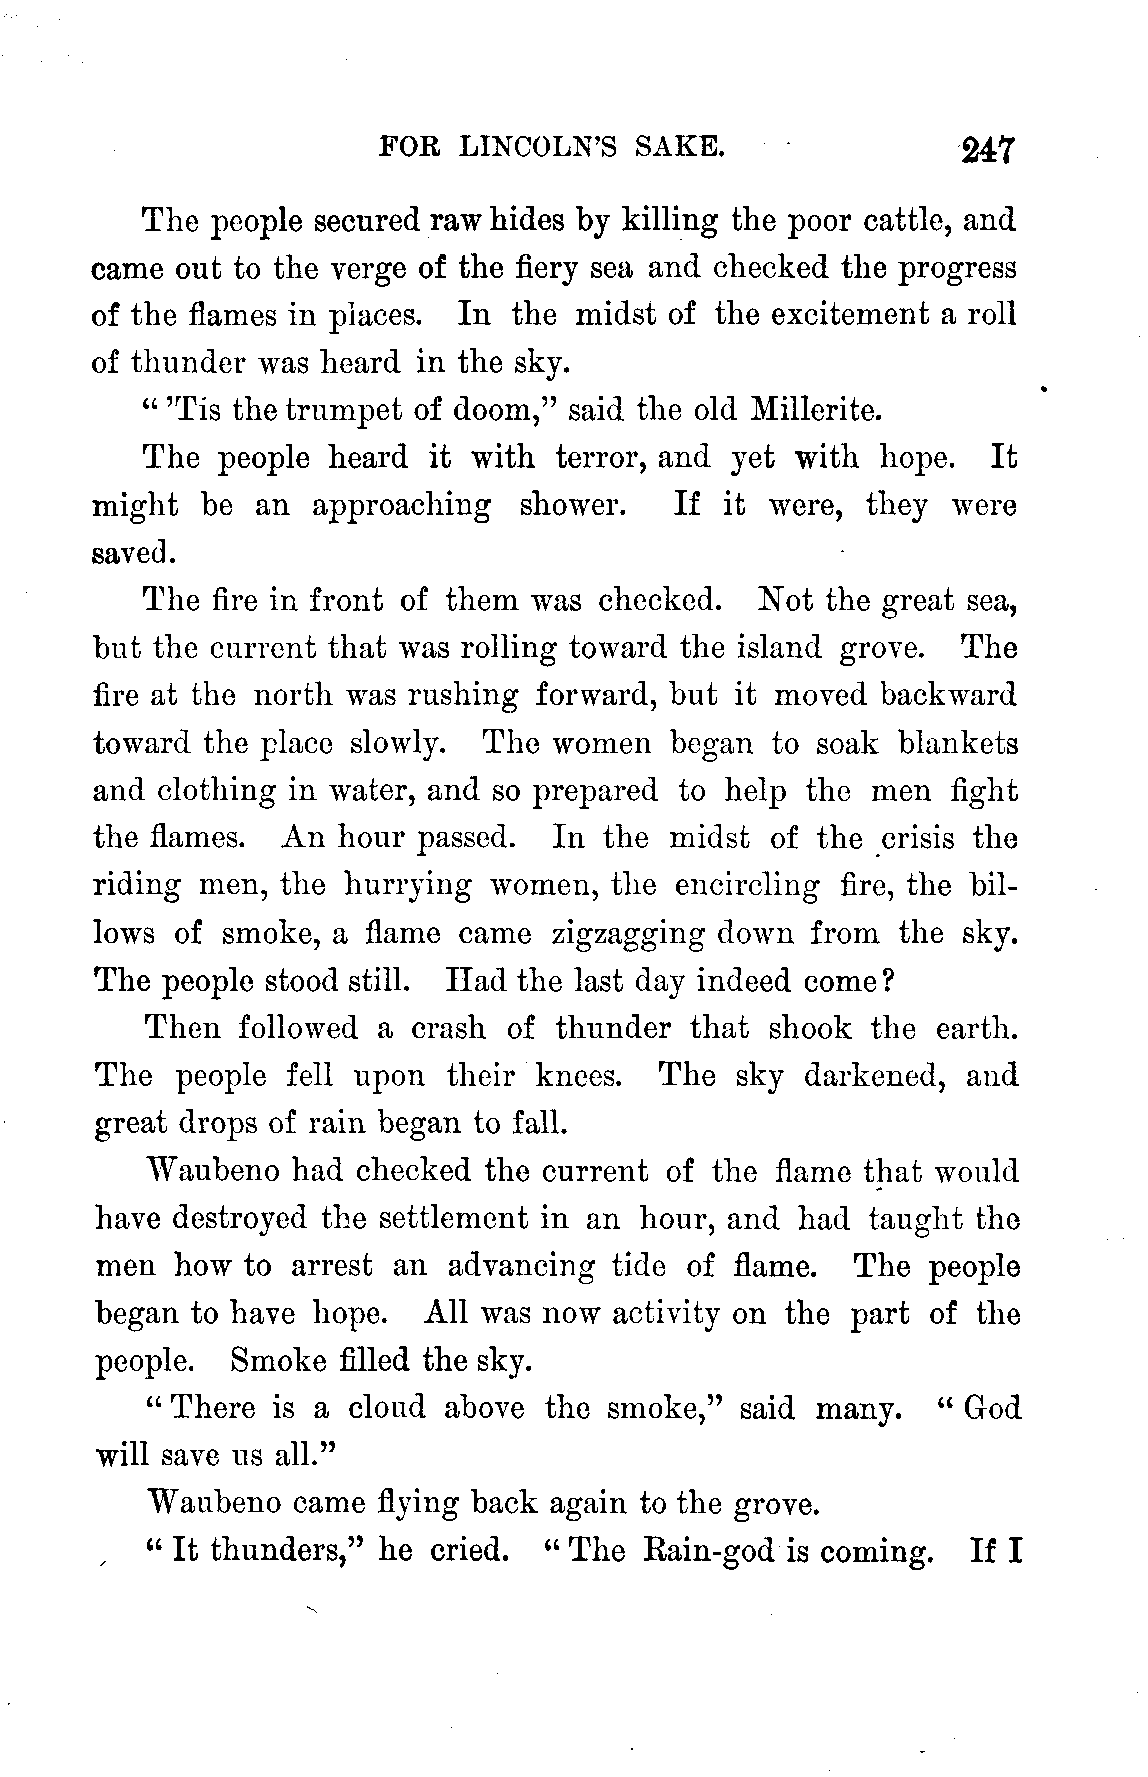 FOR LINCOLN'S SAKE. 247
The people secured raw hides by killing the poor cattle, and
came out to the verge of the fiery sea and checked the progress
of the flames in places. In the midst of the excitement a roll
of thunder was heard in the sky.
“ ’Tis the trumpet of doom,” said the old Millerite.
The people heard it with terror, and yet with hope. It
might be an approaching shower. If it were, they were
saved.
The fire in front of them was checked. Not the great sea,
but the current that was rolling toward the island grove. The
fire at the north was rushing forward, but it moved backward
toward the place slowly. The women began to soak blankets
and clothing in water, and so prepared to help the men fight
the flames. An hour passed. In the midst of the crisis the
riding men, the hurrying women, the encircling fire, the bil-
lows of smoke, a flame came zigzagging down from the sky.
The people stood still. Had the last day indeed come?
Then followed a crash of thunder that shook the earth.
The people fell upon their knees. The sky darkened, and
great drops of rain began to fall.
Waubeno had checked the current of the flame that would
have destroyed the settlement in an hour, and had taught the
men how to arrest an advancing tide of flame. The people
began to have hope. All was now activity on the part of the
people. Smoke filled the sky.
“ There is a cloud above the smoke,” said many. “ God
will save us all.”
Waubeno came flying back again to the grove.
“ It thunders,” he cried. “ The Rain-god is coming. If I